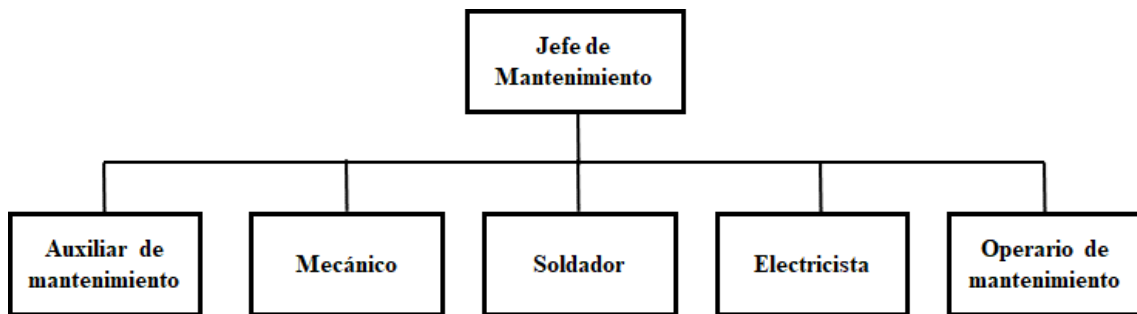 Jefe de
Mantenimiento
Auxiliar de
mantenimiento
Mecánico
Soldador
Electricista
Operario de
mantenimiento